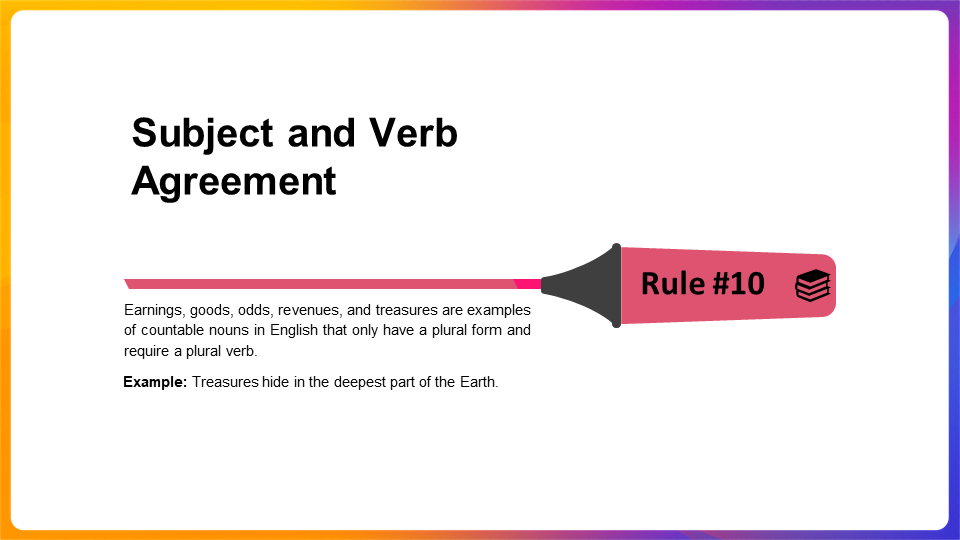 Subject and Verb
Agreement
Rule #10
Earnings, goods, odds, revenues, and treasures are examples
of countable nouns in English that only have a plural form and
require a plural verb.
Example: Treasures hide in the deepest part of the Earth.